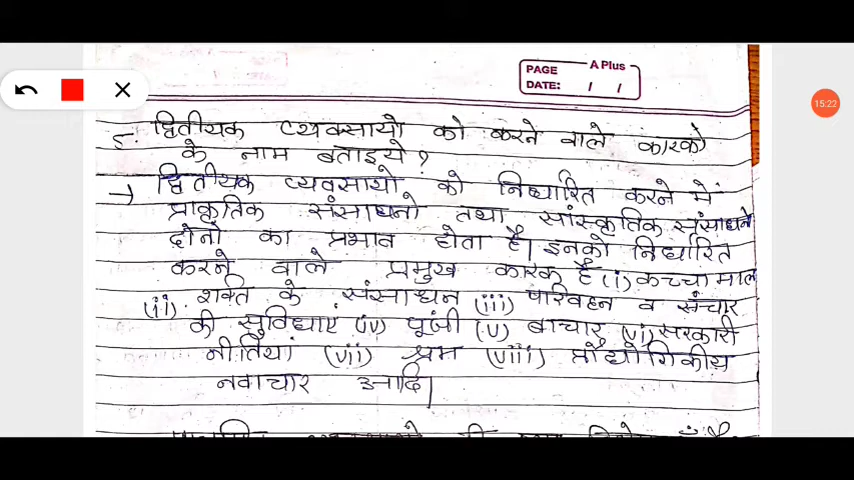 PAGE
A Plus
DATE: / /
15:22
८. द्वितीयक व्यवसायो को करने वाले कारको
के नाम बताइये ?
→ द्वितीयक व्यवसायो को निर्धारित करने में
प्राकृतिक संसाधनो तथा सांस्कृतिक संसाधनो
दोनों का प्रभाव होता है। इनको निर्धारित
करने वाले प्रमुख कारक है (i) कच्चा माल
(ii). शक्ति के संसाधन (iii) परिवहन व संचार
की सुविधाएं (iv) पूंजी (v) बाजार (vi) सरकारी
नीतियां (vii) श्रम (viii) प्रौद्योगिकीय
नवाचार आदि।